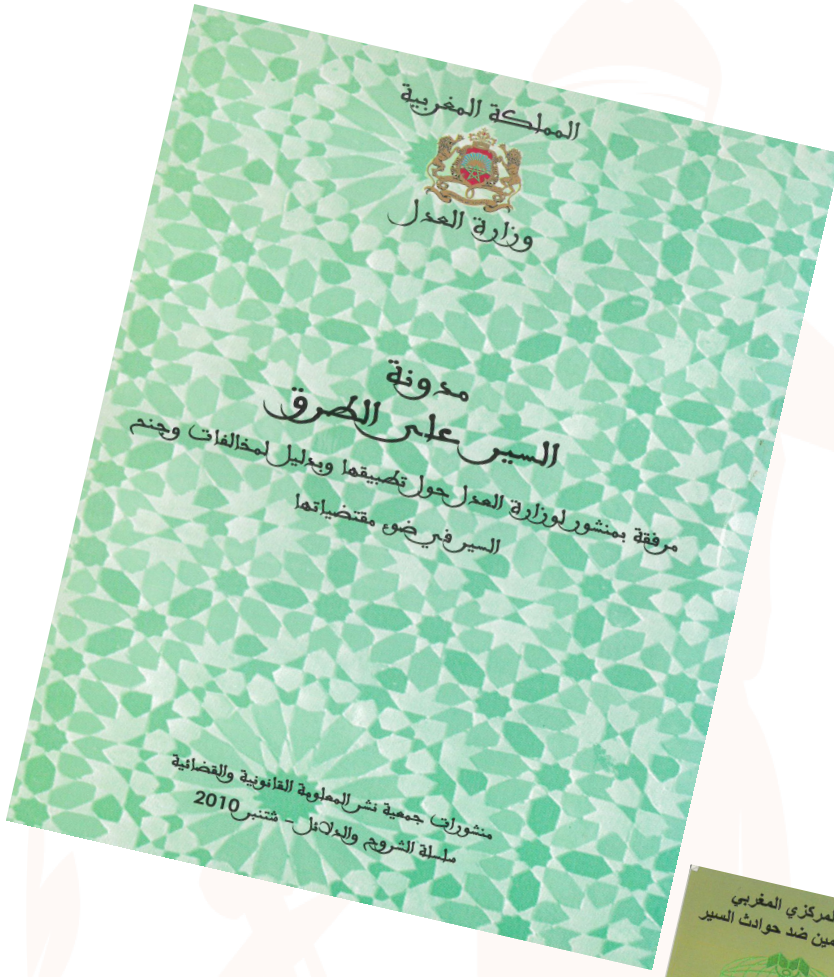 المملكة المغربية
وزارة العدل
مدونة
السير على الطرق
مرفقة بمنشور لوزارة العدل حول تطبيقها وبدليل لمخالفات وجنح
السير في ضوء مقتضياتها
منشورات جمعية نشر المعلومة القانونية والقضائية
سلسلة الشروح والدلائل - شتنبر 2010
المركزي المغربي
ضد حوادث السير